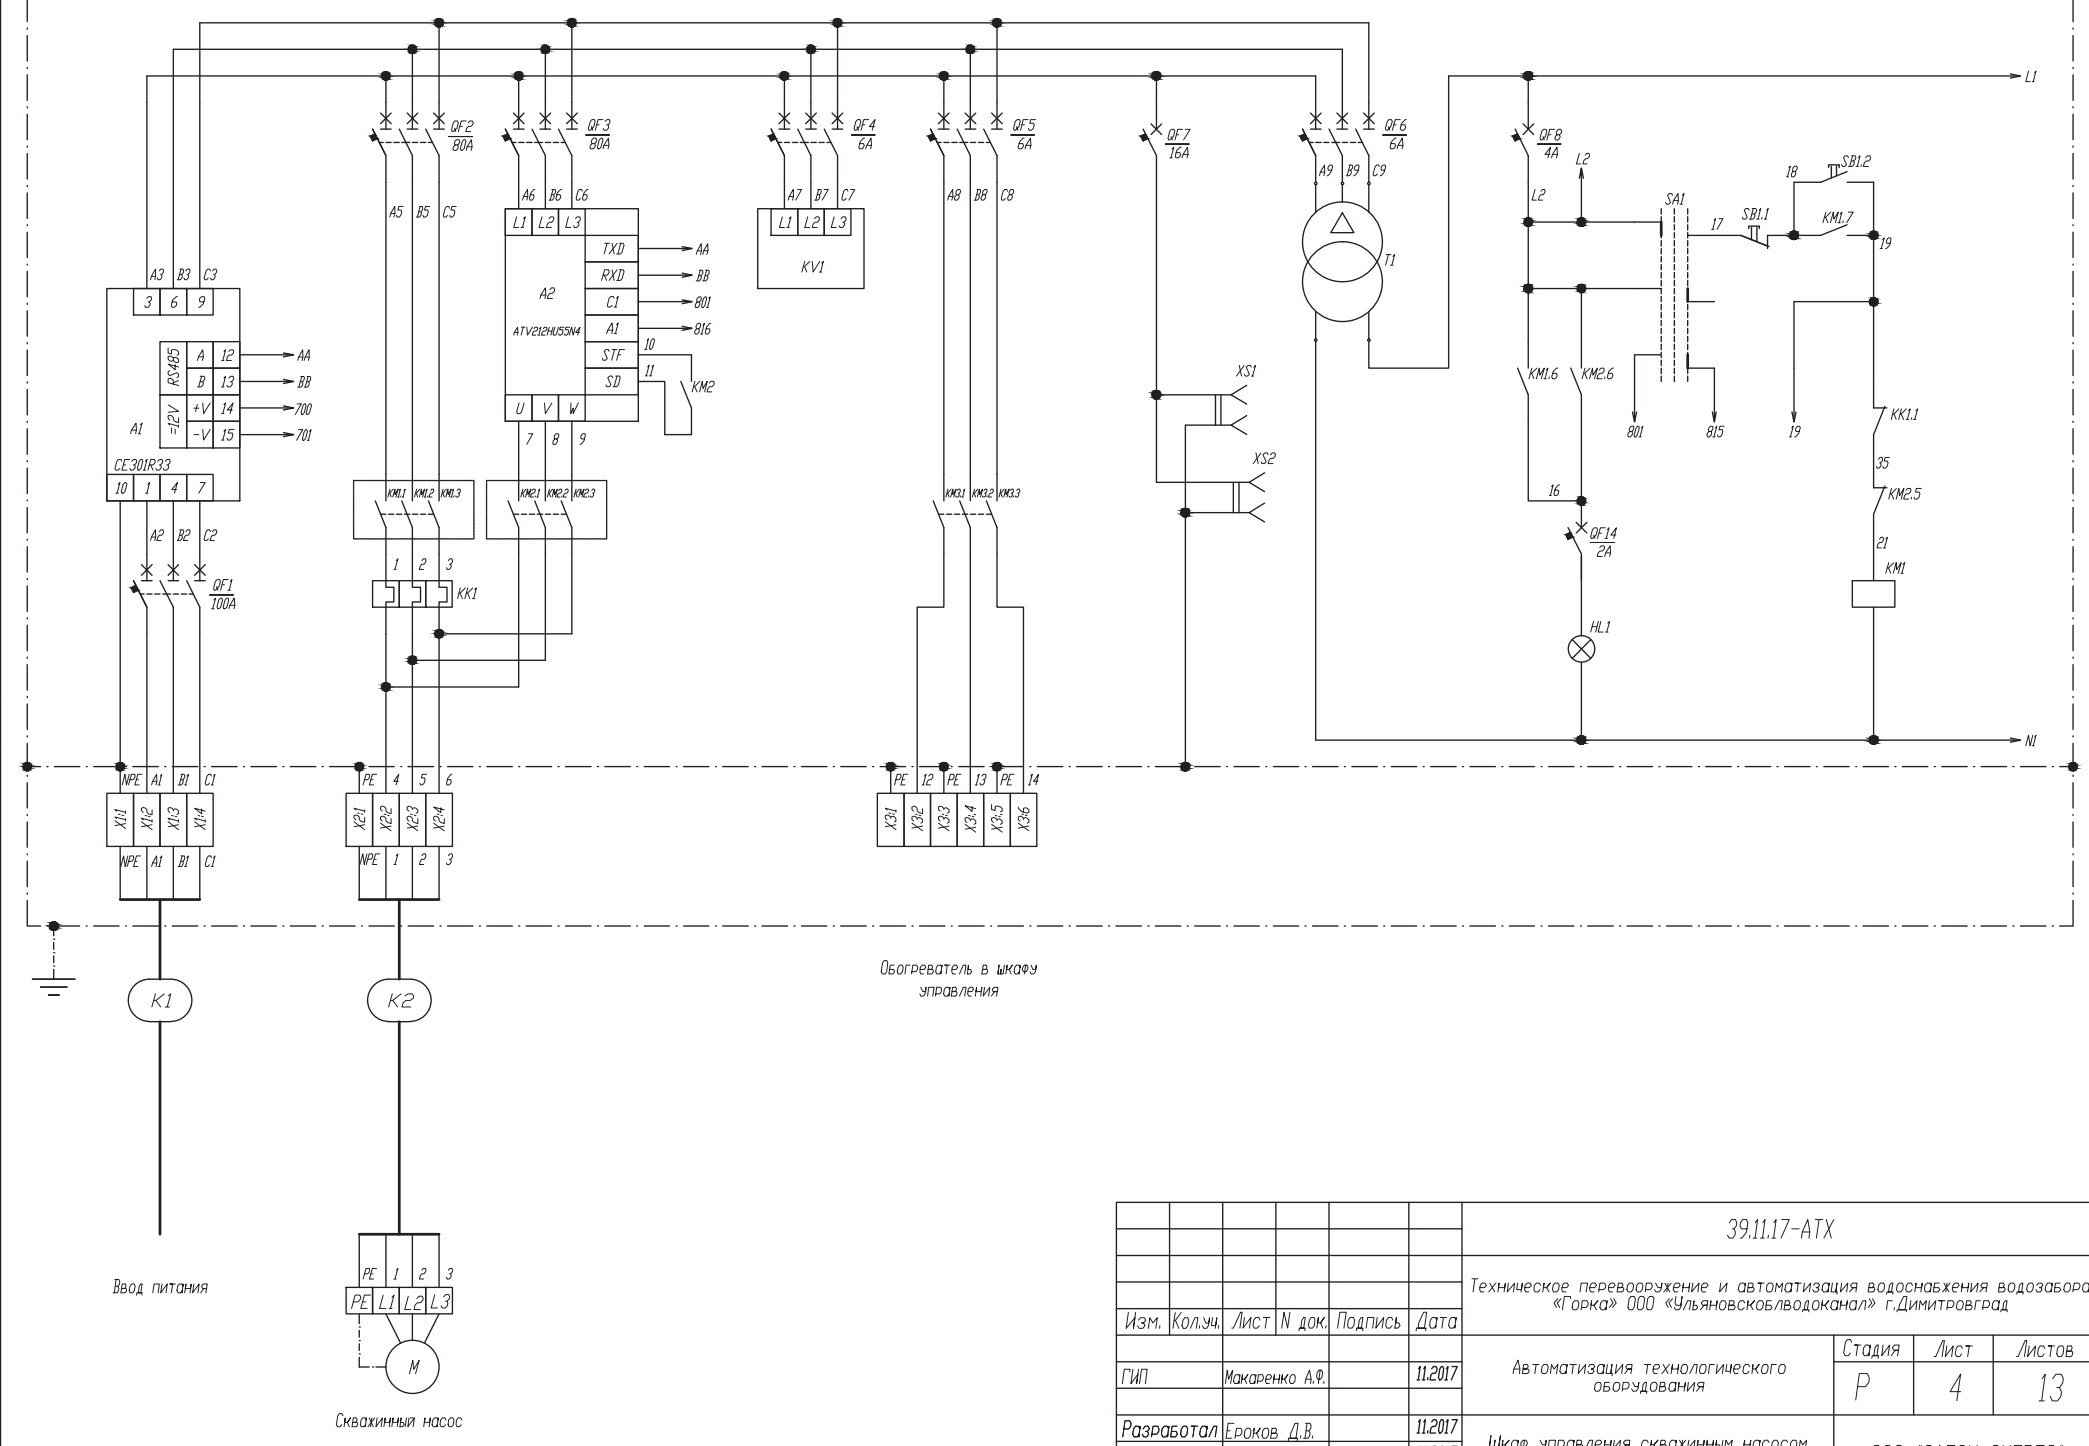 L1
QF2
80A
QF3
80A
QF4
6A
QF5
6A
QF7
16A
QF6
6A
QF8
4A
L2
A5 B5 C5
A6 B6 C6
A7 B7 C7
A8 B8 C8
A9 B9 C9
L2
SA1
17
SB1.1
18
SB1.2
KM1.7
19
L1 L2 L3
TXD
AA
RXD
BB
C1
801
A1
816
STF
10
SD
11
KM2
A2
ATV212HU55N4
U V W
7 8 9
L1 L2 L3
KV1
T1
A3 B3 C3
3 6 9
RS485
A 12
AA
B 13
BB
=12V
+V 14
700
-V 15
701
A1
CE301R33
10 1 4 7
A2 B2 C2
QF1
100A
KM1.1 KM1.2 KM1.3
KM2.1 KM2.2 KM2.3
KM3.1 KM3.2 KM3.3
1 2 3
KK1
XS1
XS2
KM1.6
KM2.6
801
815
19
KK1.1
35
KM2.5
21
KM1
16
QF14
2A
HL1
N1
NPE A1 B1 C1
X1:1 X1:2 X1:3 X1:4
NPE A1 B1 C1
PE 4 5 6
X2:1 X2:2 X2:3 X2:4
NPE 1 2 3
PE 12 PE 13 PE 14
X3:1 X3:2 X3:3 X3:.4 X3:.5 X3:6
K1
K2
Обогреватель в шкафу
управления
Ввод питания
PE 1 2 3
PE L1 L2 L3
M
Скважинный насос
39.11.17-АТХ
Техническое перевооружение и автоматизация водоснабжения водозабора
«Горка» ООО «Ульяновскоблводоканал» г.Димитровград
Изм. Кол.уч. Лист N док. Подпись Дата
Автоматизация технологического
оборудования
Стадия Лист Листов
Р 4 13
ГИП Макаренко А.Ф. 11.2017
Разработал Ероков Д.В. 11.2017
Шкаф управления скважинным насосом